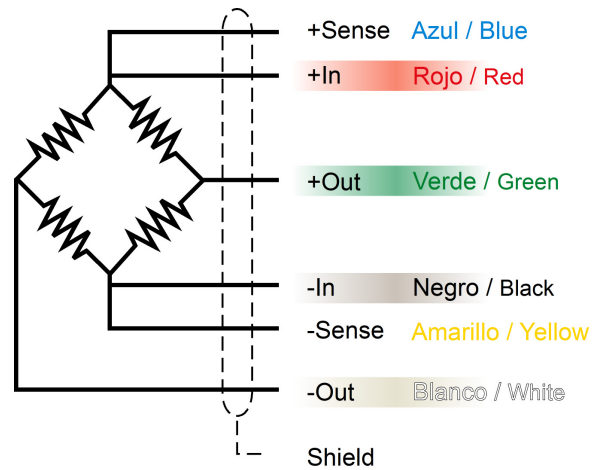 +Sense Azul / Blue
+In Rojo / Red
+Out Verde / Green
-In Negro / Black
-Sense Amarillo / Yellow
-Out Blanco / White
Shield